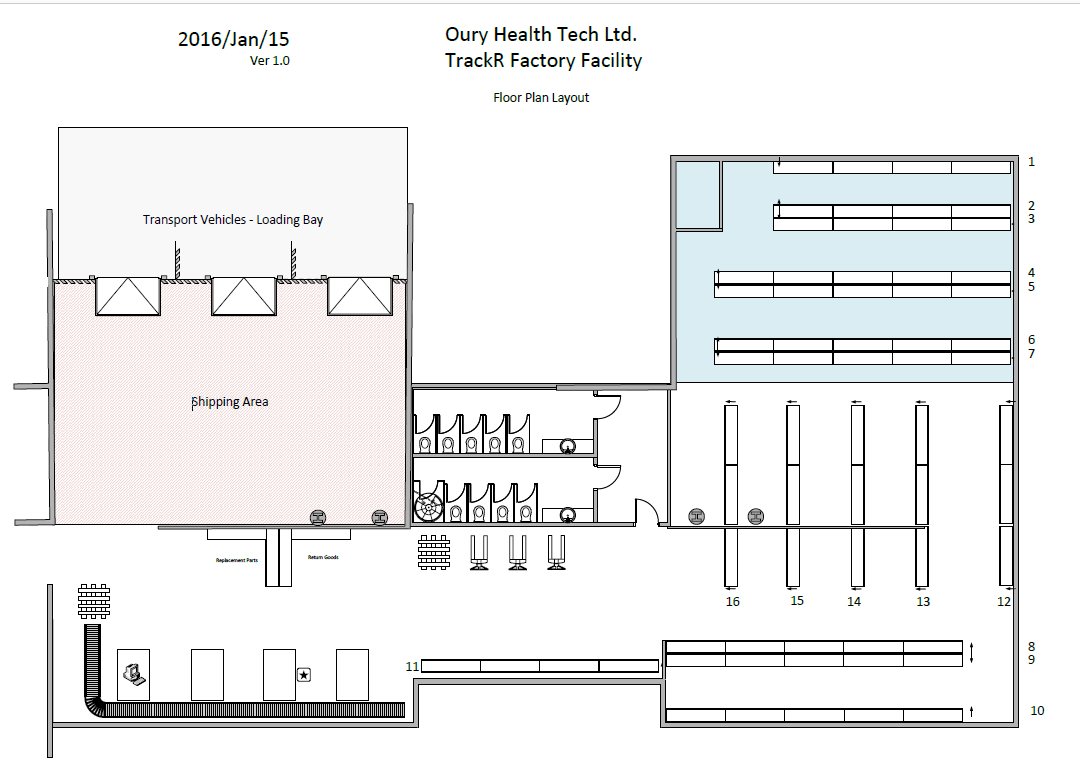 2016/Jan/15
Ver 1.0
Oury Health Tech Ltd.
TrackR Factory Facility
Floor Plan Layout
Transport Vehicles - Loading Bay
Shipping Area
Replacement Parts
Return Goods
1
2
3
4
5
6
7
16
15
14
13
12
11
8
9
10